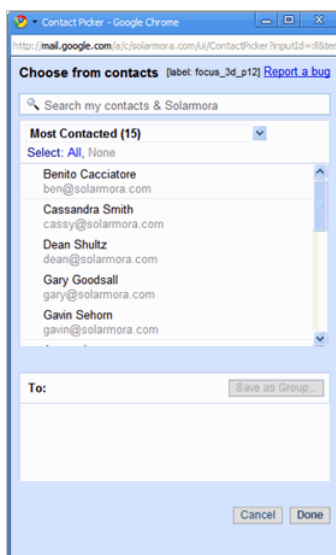 Contact Picker - Google Chrome
http://mail.google.com/a/c/solarmora.com/ui/ContactPicker?inputId=:l8&te
Choose from contacts [label: focus_3d_p12] Report a bug
Search my contacts & Solarmora
Most Contacted (15)
Select: All, None
Benito Cacciatore
ben@solarmora.com
Cassandra Smith
cassy@solarmora.com
Dean Shultz
dean@solarmora.com
Gary Goodsall
gary@solarmora.com
Gavin Sehorn
gavin@solarmora.com
To:
Save as Group...
Cancel Done